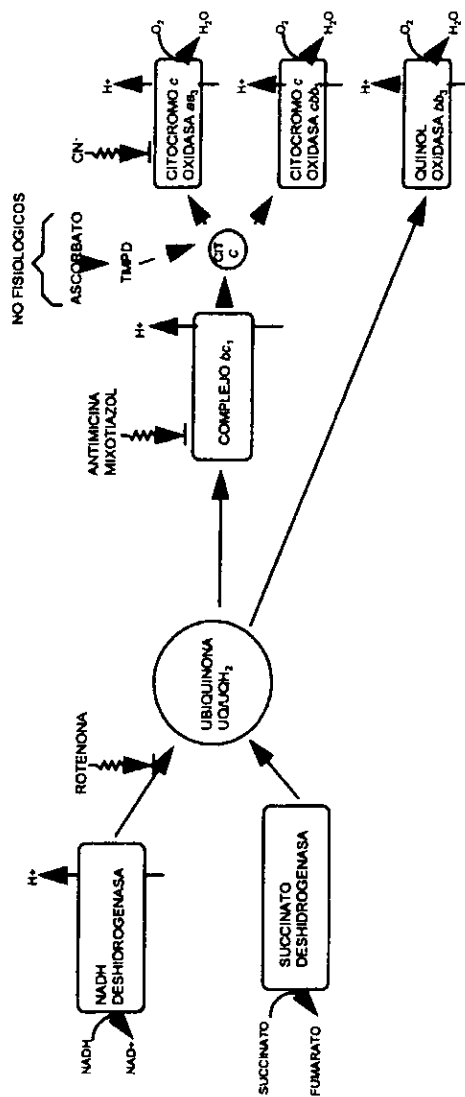 NADH
NAD+
H+
NADH
DESHIDROGENASA
ROTENONA
SUCCINATO
FUMARATO
SUCCINATO
DESHIDROGENASA
UBIQUINONA
UQ/UQH2
ANTIMICINA
MIXOTIAZOL
H+
COMPLEJO bc1
NO FISIOLOGICOS
ASCORBATO
TMPD
CIT
C
CN-
H+
CITOCROMO c
OXIDASA aa3
O2
H2O
H+
CITOCROMO c
OXIDASA cbb3
O2
H2O
H+
QUINOL
OXIDASA bb3
O2
H2O